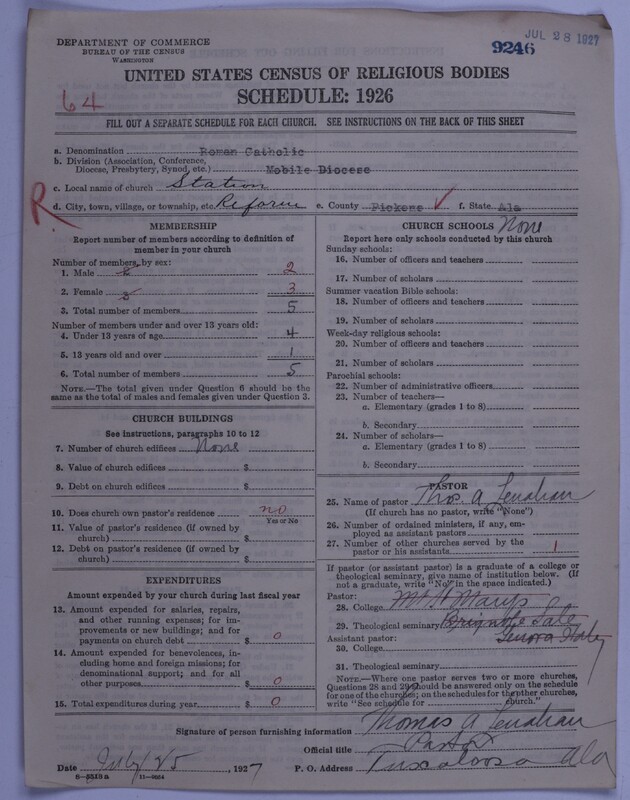 JUL 28 1927
9246
DEPARTMENT OF COMMERCE
BUREAU OF THE CENSUS
WASHINGTON
UNITED STATES CENSUS OF RELIGIOUS BODIES
64
SCHEDULE: 1926
FILL OUT A SEPARATE SCHEDULE FOR EACH CHURCH. SEE INSTRUCTIONS ON THE BACK OF THIS SHEET
a. Denomination Roman Catholic
b. Division (Association, Conference,
Diocese, Presbytery, Synod, etc.) Mobile Diocese
c. Local name of church Station
R
d. City, town, village, or township, etc. Reform e. County Pickens f. State Ala
MEMBERSHIP
Report number of members according to definition of
member in your church
Number of members by sex:
1. Male 2 2
2. Female 3 3
3. Total number of members 5
Number of members under and over 13 years old:
4. Under 13 years of age 4
5. 13 years old and over 1
6. Total number of members 5
NOTE.—The total given under Question 6 should be the
same as the total of males and females given under Question 3.
CHURCH BUILDINGS
See instructions, paragraphs 10 to 12
7. Number of church edifices None
8. Value of church edifices $
9. Debt on church edifices $
10. Does church own pastor's residence no
Yes or No
11. Value of pastor's residence (if owned by
church) $
12. Debt on pastor's residence (if owned by
church) $
EXPENDITURES
Amount expended by your church during last fiscal year
13. Amount expended for salaries, repairs,
and other running expenses; for im-
provements or new buildings; and for
payments on church debt $ 0
14. Amount expended for benevolences, in-
cluding home and foreign missions; for
denominational support; and for all
other purposes $ 0
15. Total expenditures during year $ 0
CHURCH SCHOOLS None
Report here only schools conducted by this church
Sunday schools:
16. Number of officers and teachers
17. Number of scholars
Summer vacation Bible schools:
18. Number of officers and teachers
19. Number of scholars
Week-day religious schools:
20. Number of officers and teachers
21. Number of scholars
Parochial schools:
22. Number of administrative officers
23. Number of teachers—
a. Elementary (grades 1 to 8)
b. Secondary
24. Number of scholars—
a. Elementary (grades 1 to 8)
b. Secondary
PASTOR
25. Name of pastor Thos. A Lenahan
(If church has no pastor, write "None")
26. Number of ordained ministers, if any, em-
ployed as assistant pastors
27. Number of other churches served by the
pastor or his assistants 1
If pastor (or assistant pastor) is a graduate of a college or
theological seminary, give name of institution below. (If
not a graduate, write "No" in the space indicated.)
Pastor:
28. College Mt St Marys
29. Theological seminary Brignole Sale
Assistant pastor: Genova Italy
30. College
31. Theological seminary
NOTE.—Where one pastor serves two or more churches,
Questions 28 and 29 should be answered only on the schedule
for one of the churches; on the schedules for the other churches,
write "See schedule for church."
Signature of person furnishing information Thomas A Lenahan
Official title Pastor
Date July 25, 1927 P. O. Address Tuscaloosa Ala
11—9864